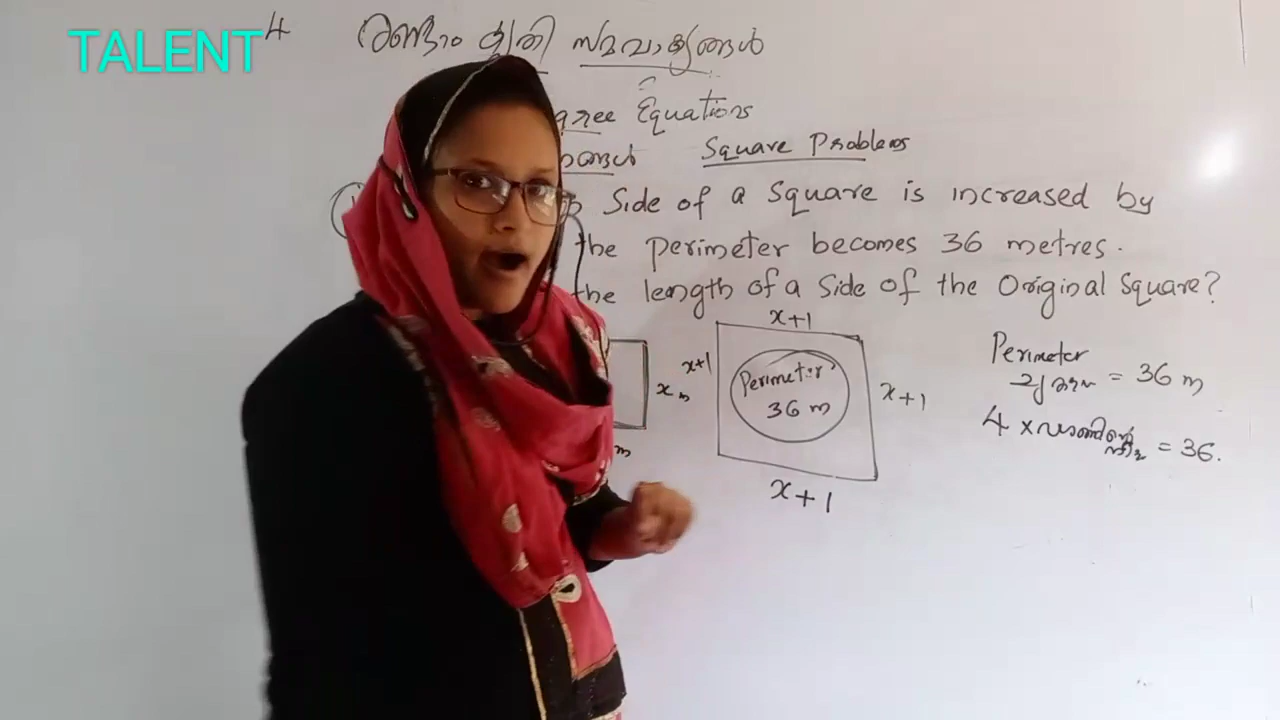 TALENT
4 രണ്ടാം കൃതി സമവാക്യങ്ങൾ
gree Equations
ങ്ങൾ Square Problems
Side of a Square is increased by
the perimeter becomes 36 metres.
the length of a Side of the Original Square?
x+1
x m
m
x+1
Perimeter
36 m
x+1
x+1
Perimeter
= 36 m
4 x = 36.